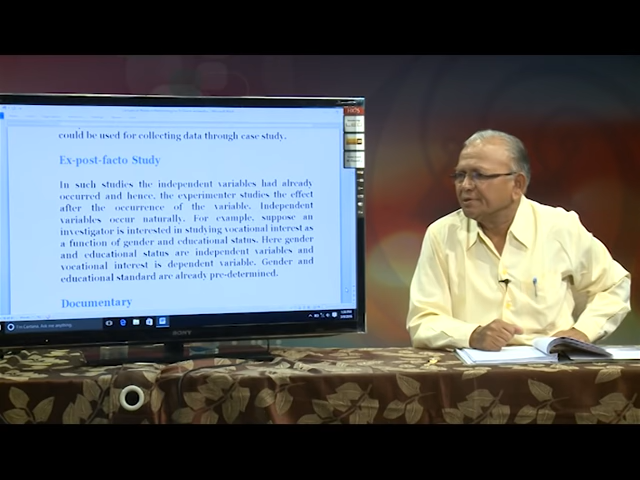 could be used for collecting data through case study.
Ex-post-facto Study
In such studies the independent variables had already
occurred and hence, the experimenter studies the effect
after the occurrence of the variable. Independent
variables occur naturally. For example, suppose an
investigator is interested in studying vocational interest as
a function of gender and educational status. Here gender
and educational status are independent variables and
vocational interest is dependent variable. Gender and
educational standard are already pre-determined.
Documentary
I'm Cortana. Ask me anything.
SONY